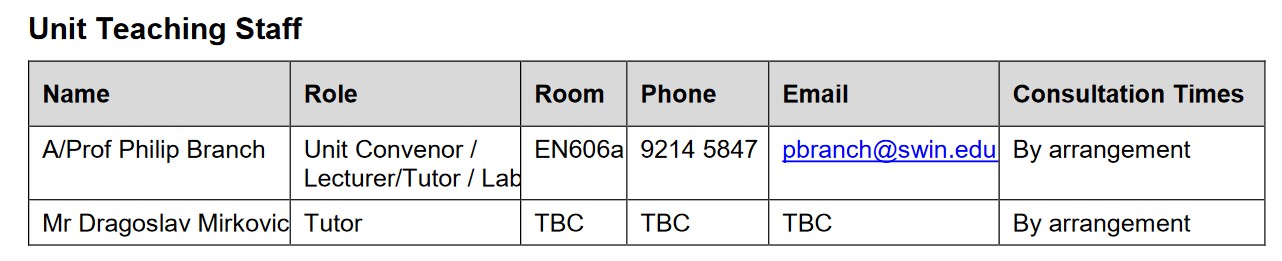 Unit Teaching Staff
Name Role Room Phone Email Consultation Times
A/Prof Philip Branch Unit Convenor / EN606a 9214 5847 pbranch@swin.edu By arrangement
Lecturer/Tutor / Lab
Mr Dragoslav Mirkovic Tutor TBC TBC TBC By arrangement